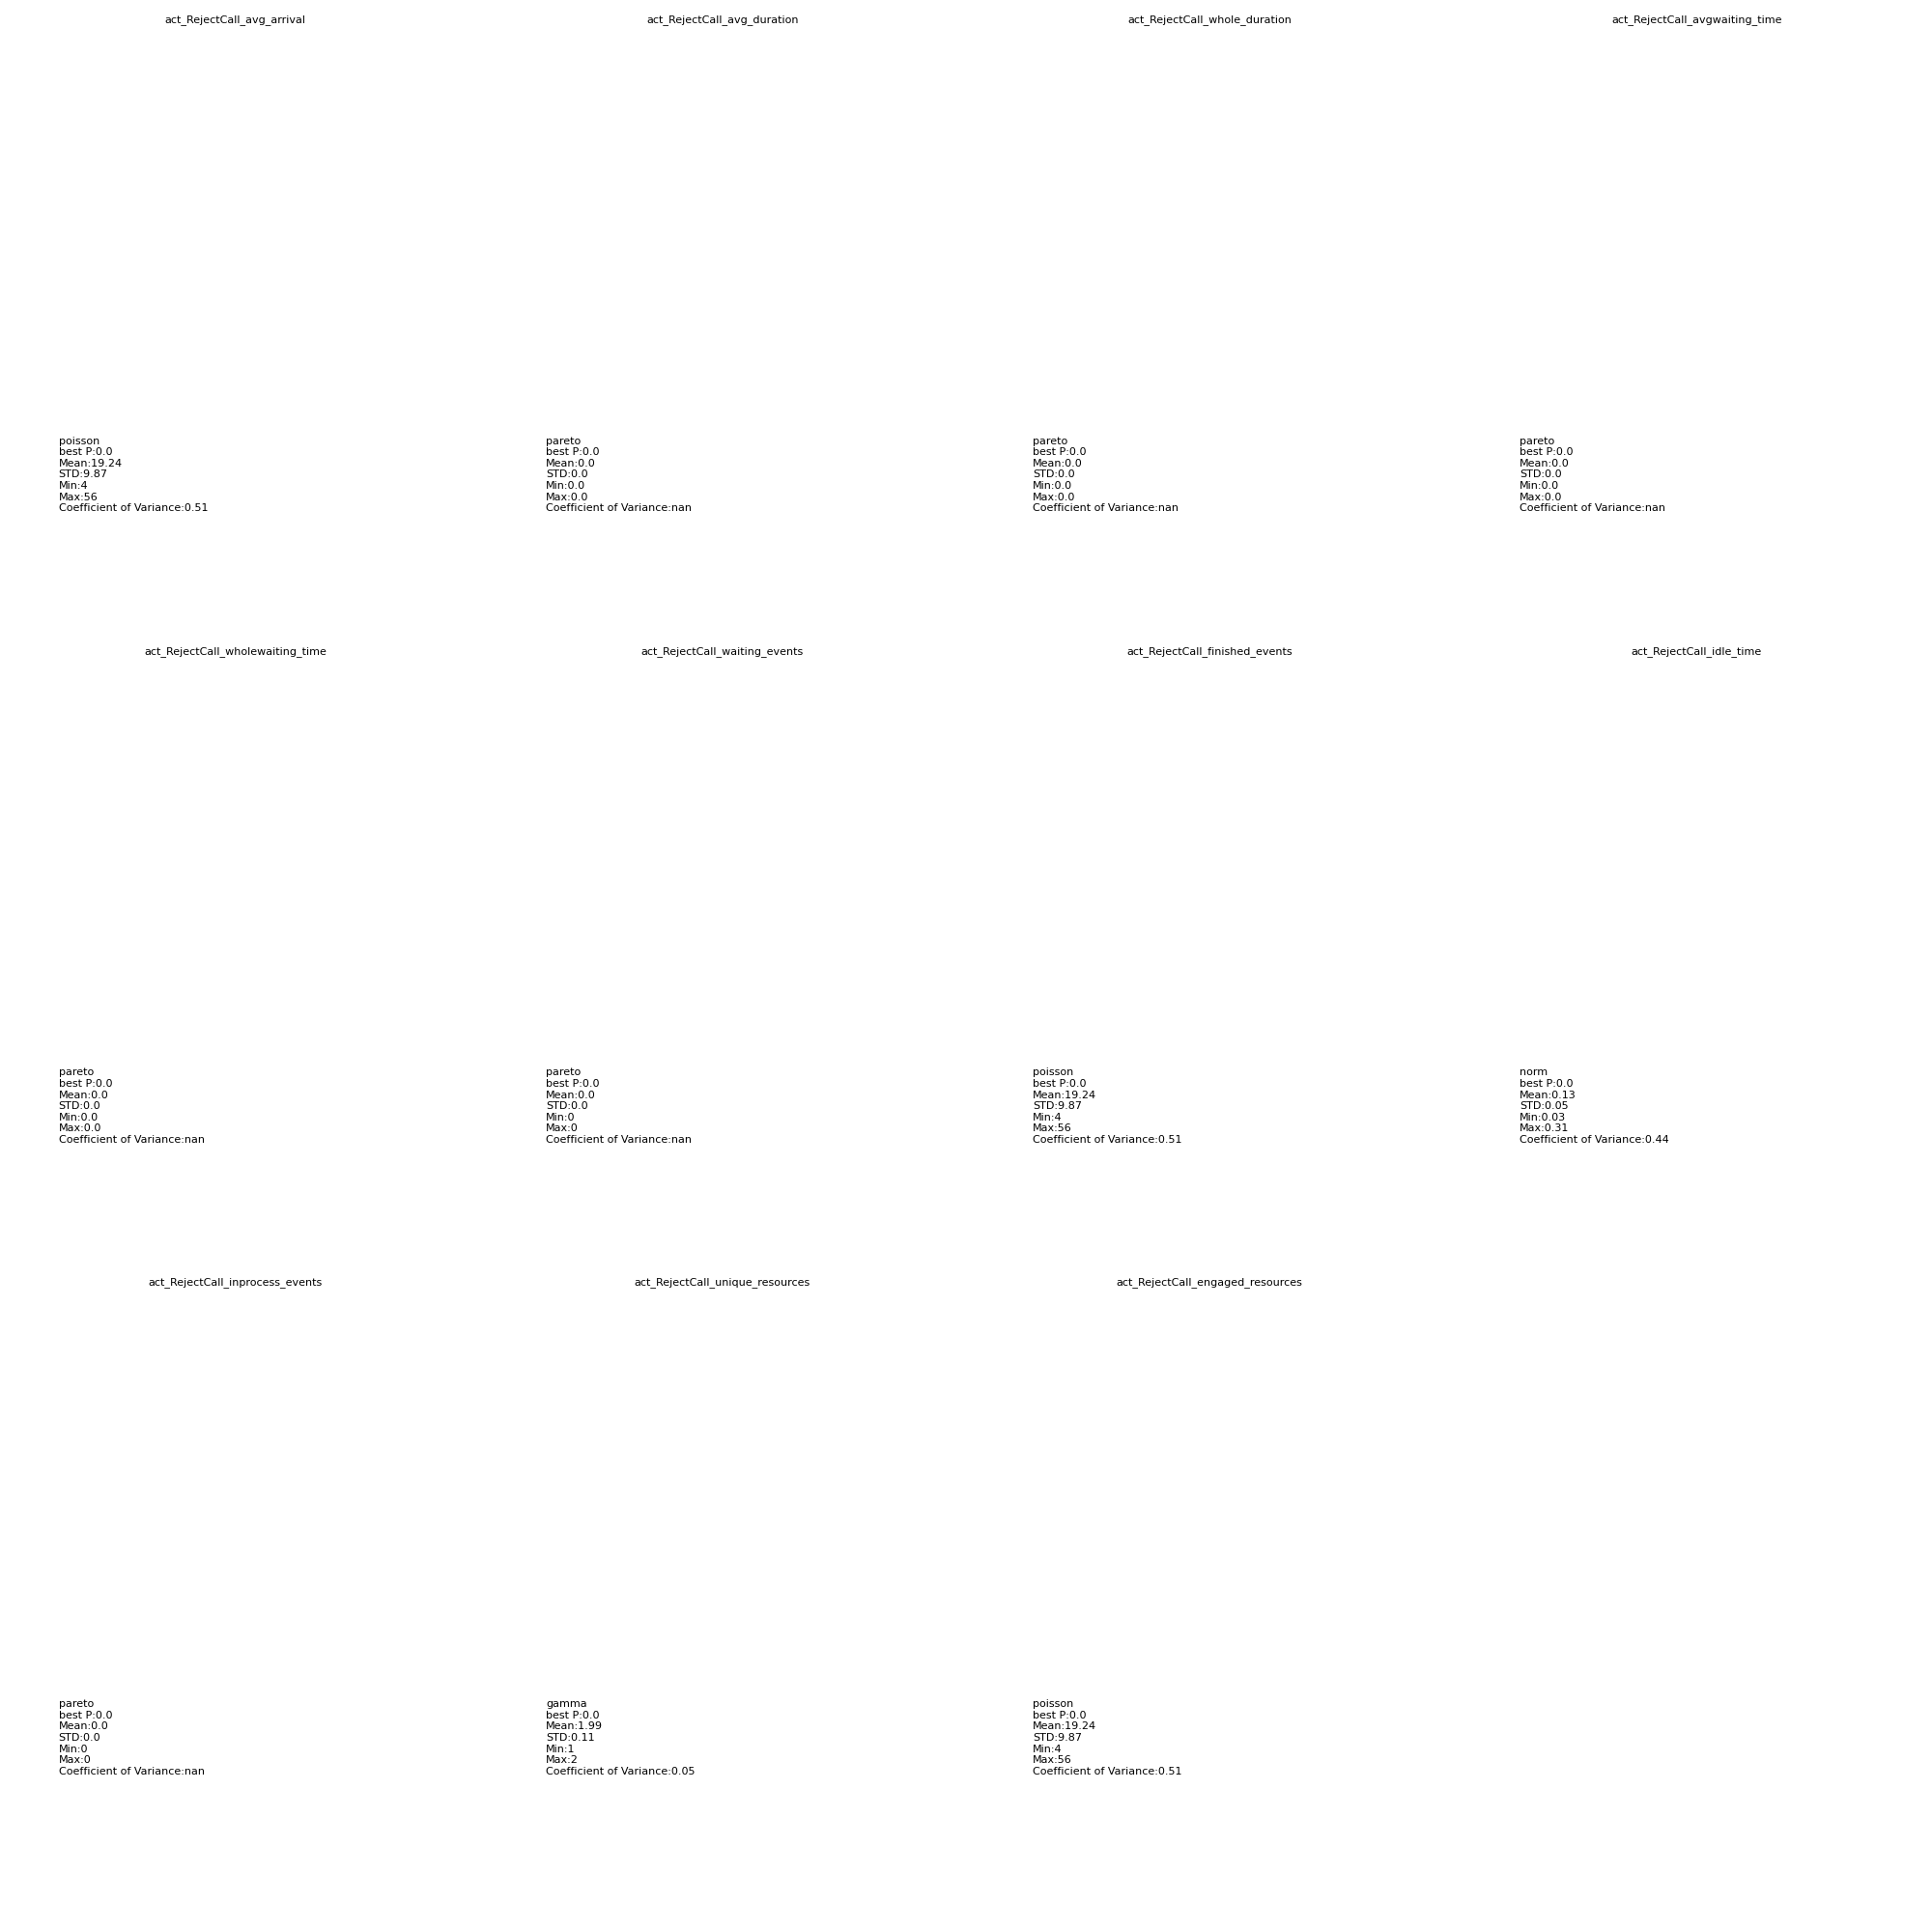 act_RejectCall_avg_arrival
poisson
best P:0.0
Mean:19.24
STD:9.87
Min:4
Max:56
Coefficient of Variance:0.51
act_RejectCall_avg_duration
pareto
best P:0.0
Mean:0.0
STD:0.0
Min:0.0
Max:0.0
Coefficient of Variance:nan
act_RejectCall_whole_duration
pareto
best P:0.0
Mean:0.0
STD:0.0
Min:0.0
Max:0.0
Coefficient of Variance:nan
act_RejectCall_avgwaiting_time
pareto
best P:0.0
Mean:0.0
STD:0.0
Min:0.0
Max:0.0
Coefficient of Variance:nan
act_RejectCall_wholewaiting_time
pareto
best P:0.0
Mean:0.0
STD:0.0
Min:0.0
Max:0.0
Coefficient of Variance:nan
act_RejectCall_waiting_events
pareto
best P:0.0
Mean:0.0
STD:0.0
Min:0
Max:0
Coefficient of Variance:nan
act_RejectCall_finished_events
poisson
best P:0.0
Mean:19.24
STD:9.87
Min:4
Max:56
Coefficient of Variance:0.51
act_RejectCall_idle_time
norm
best P:0.0
Mean:0.13
STD:0.05
Min:0.03
Max:0.31
Coefficient of Variance:0.44
act_RejectCall_inprocess_events
pareto
best P:0.0
Mean:0.0
STD:0.0
Min:0
Max:0
Coefficient of Variance:nan
act_RejectCall_unique_resources
gamma
best P:0.0
Mean:1.99
STD:0.11
Min:1
Max:2
Coefficient of Variance:0.05
act_RejectCall_engaged_resources
poisson
best P:0.0
Mean:19.24
STD:9.87
Min:4
Max:56
Coefficient of Variance:0.51